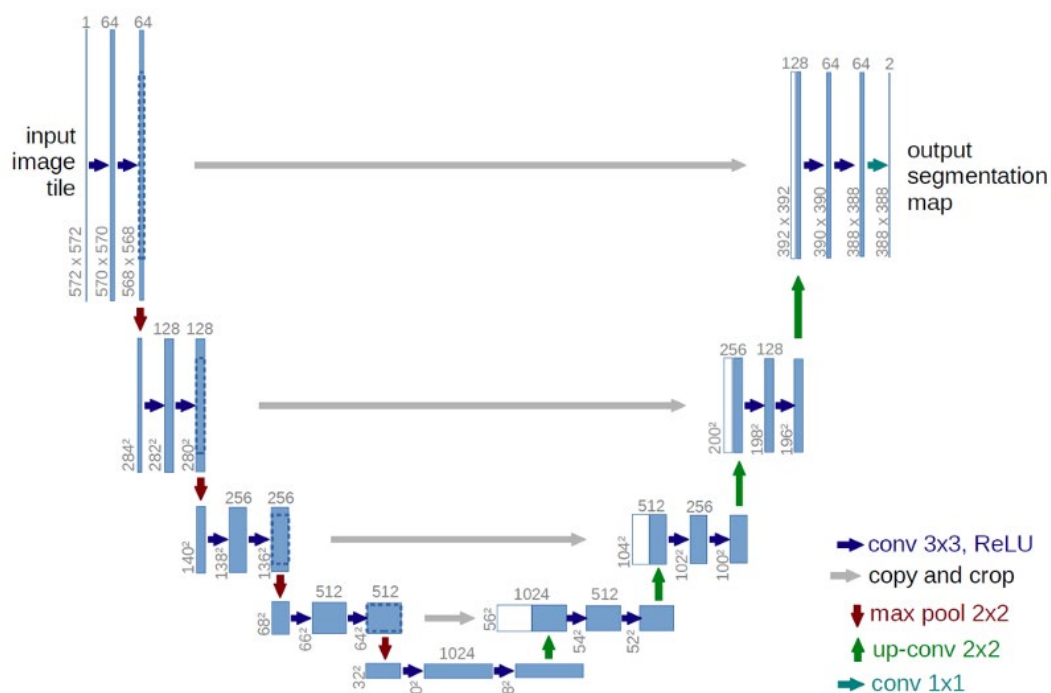 1 64 64
128 64 64 2
input
image
tile
output
segmentation
map
572 x 572
570 x 570
568 x 568
392 x 392
390 x 390
388 x 388
388 x 388
128 128
256 128
284²
282²
280²
200²
198²
196²
256 256
512 256
140²
138²
136²
104²
102²
100²
512 512
1024 512
68²
66²
64²
56²
54²
52²
1024
32²
conv 3x3, ReLU
copy and crop
max pool 2x2
up-conv 2x2
conv 1x1